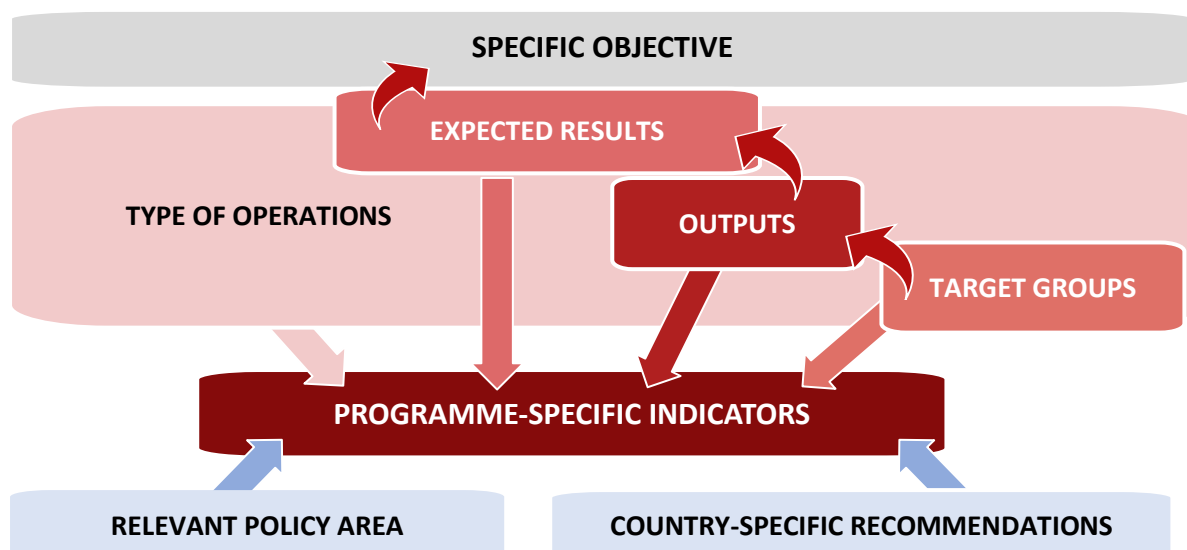 SPECIFIC OBJECTIVE
EXPECTED RESULTS
TYPE OF OPERATIONS
OUTPUTS
TARGET GROUPS
PROGRAMME-SPECIFIC INDICATORS
RELEVANT POLICY AREA
COUNTRY-SPECIFIC RECOMMENDATIONS